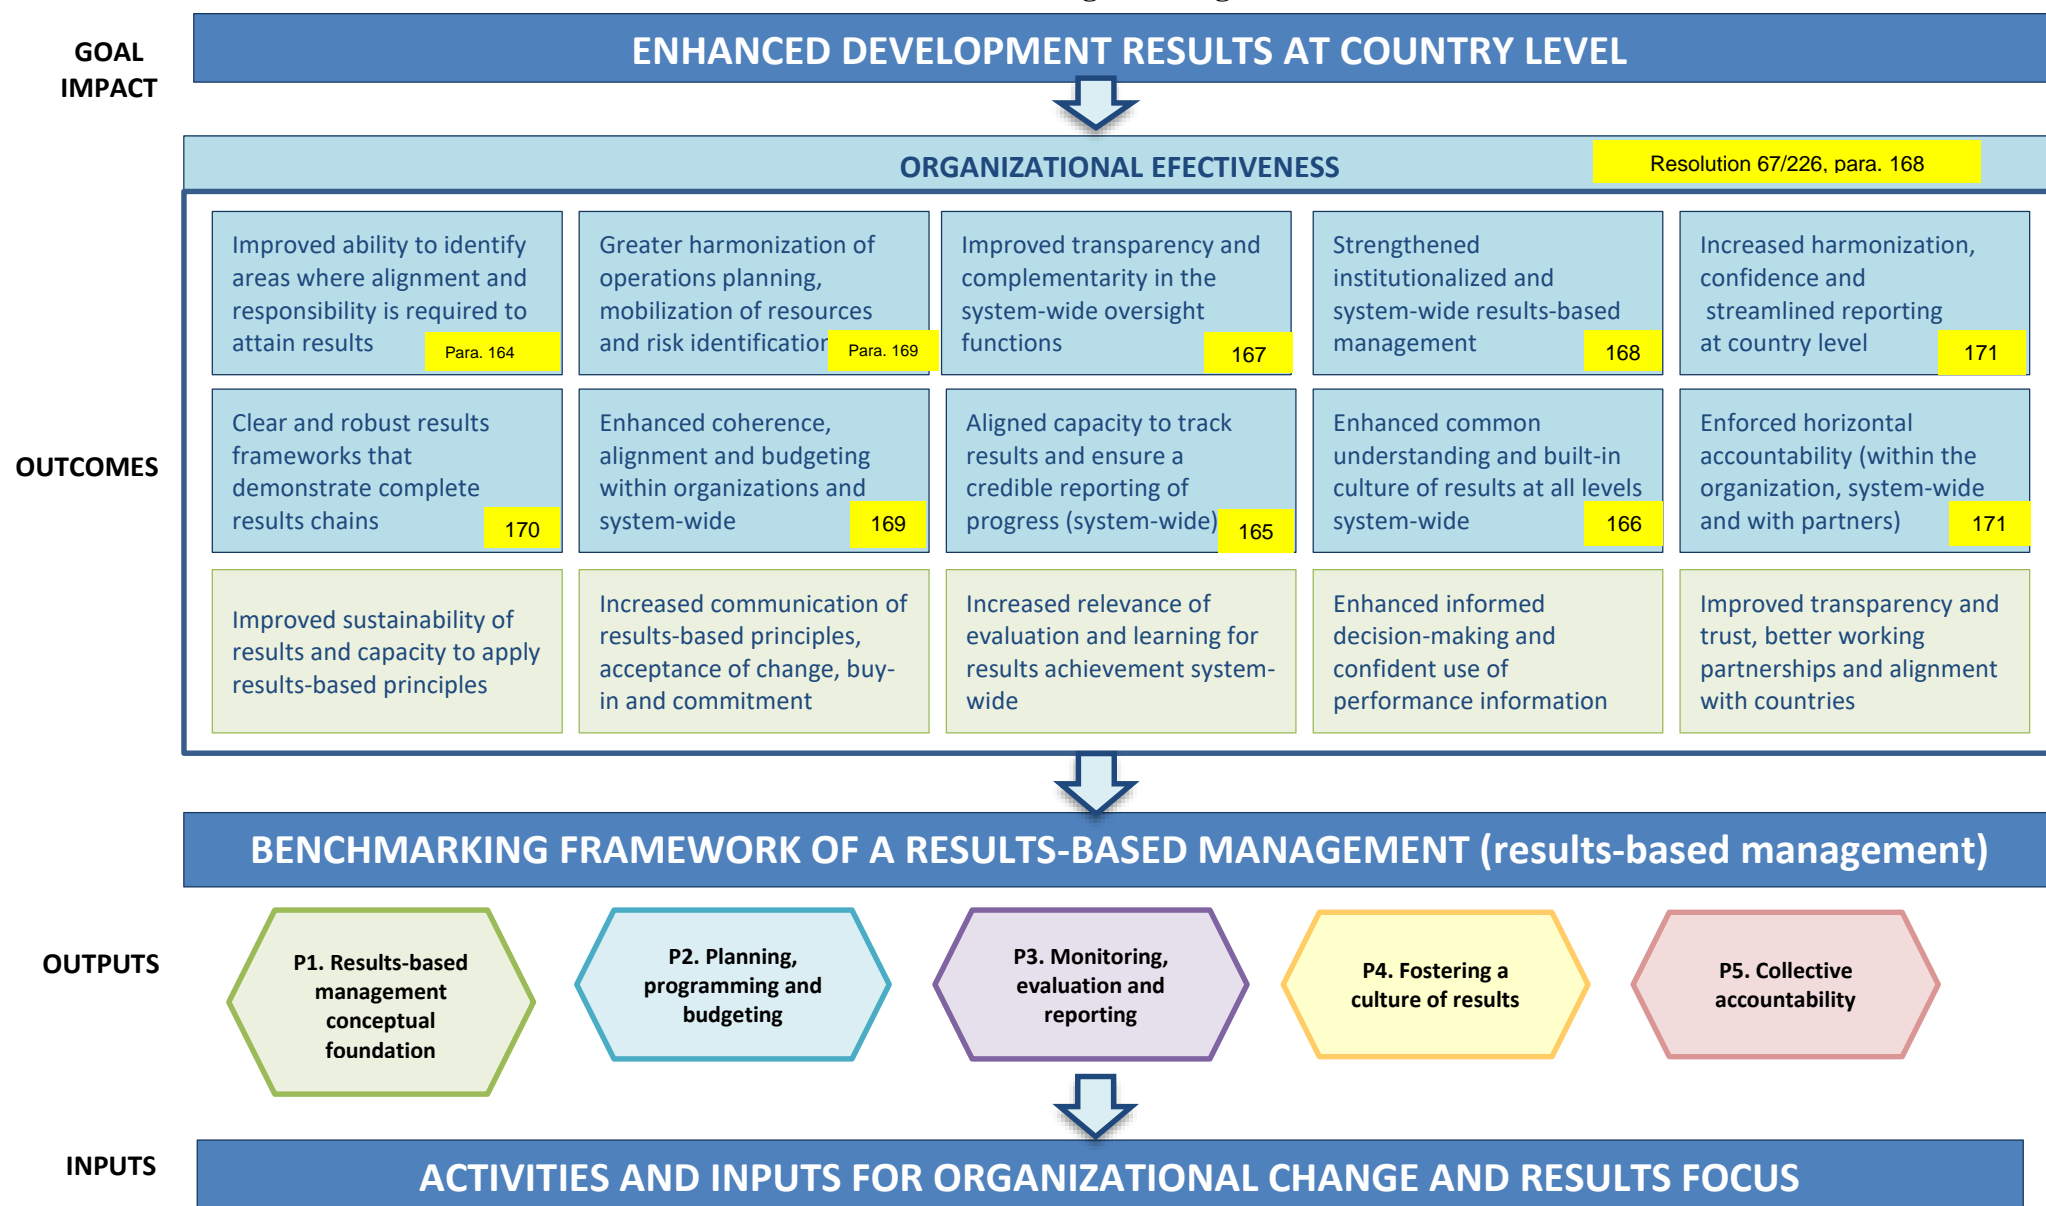 GOAL
IMPACT
ENHANCED DEVELOPMENT RESULTS AT COUNTRY LEVEL
ORGANIZATIONAL EFECTIVENESS
Resolution 67/226, para. 168
OUTCOMES
Improved ability to identify
areas where alignment and
responsibility is required to
attain results
Para. 164
Greater harmonization of
operations planning,
mobilization of resources
and risk identification
Para. 169
Improved transparency and
complementarity in the
system-wide oversight
functions
167
Strengthened
institutionalized and
system-wide results-based
management
168
Increased harmonization,
confidence and
streamlined reporting
at country level
171
Clear and robust results
frameworks that
demonstrate complete
results chains
170
Enhanced coherence,
alignment and budgeting
within organizations and
system-wide
169
Aligned capacity to track
results and ensure a
credible reporting of
progress (system-wide)
165
Enhanced common
understanding and built-in
culture of results at all levels
system-wide
166
Enforced horizontal
accountability (within the
organization, system-wide
and with partners)
171
Improved sustainability of
results and capacity to apply
results-based principles
Increased communication of
results-based principles,
acceptance of change, buy-
in and commitment
Increased relevance of
evaluation and learning for
results achievement system-
wide
Enhanced informed
decision-making and
confident use of
performance information
Improved transparency and
trust, better working
partnerships and alignment
with countries
BENCHMARKING FRAMEWORK OF A RESULTS-BASED MANAGEMENT (results-based management)
OUTPUTS
P1. Results-based
management
conceptual
foundation
P2. Planning,
programming and
budgeting
P3. Monitoring,
evaluation and
reporting
P4. Fostering a
culture of results
P5. Collective
accountability
INPUTS
ACTIVITIES AND INPUTS FOR ORGANIZATIONAL CHANGE AND RESULTS FOCUS